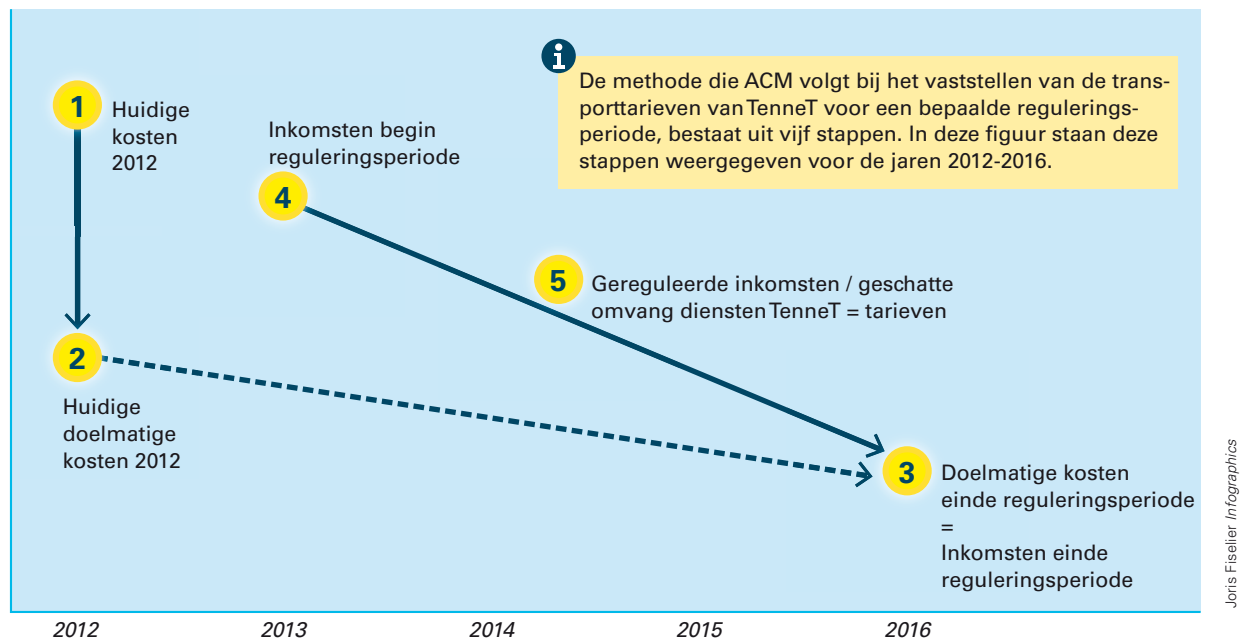 i
De methode die ACM volgt bij het vaststellen van de trans-
porttarieven van TenneT voor een bepaalde regulerings-
periode, bestaat uit vijf stappen. In deze figuur staan deze
stappen weergegeven voor de jaren 2012-2016.
1
Huidige
kosten
2012
Inkomsten begin
reguleringsperiode
4
5
Gereguleerde inkomsten / geschatte
omvang diensten TenneT = tarieven
2
Huidige
doelmatige
kosten 2012
3
Doelmatige kosten
einde reguleringsperiode
=
Inkomsten einde
reguleringsperiode
2012
2013
2014
2015
2016
Joris Fiselier Infographics